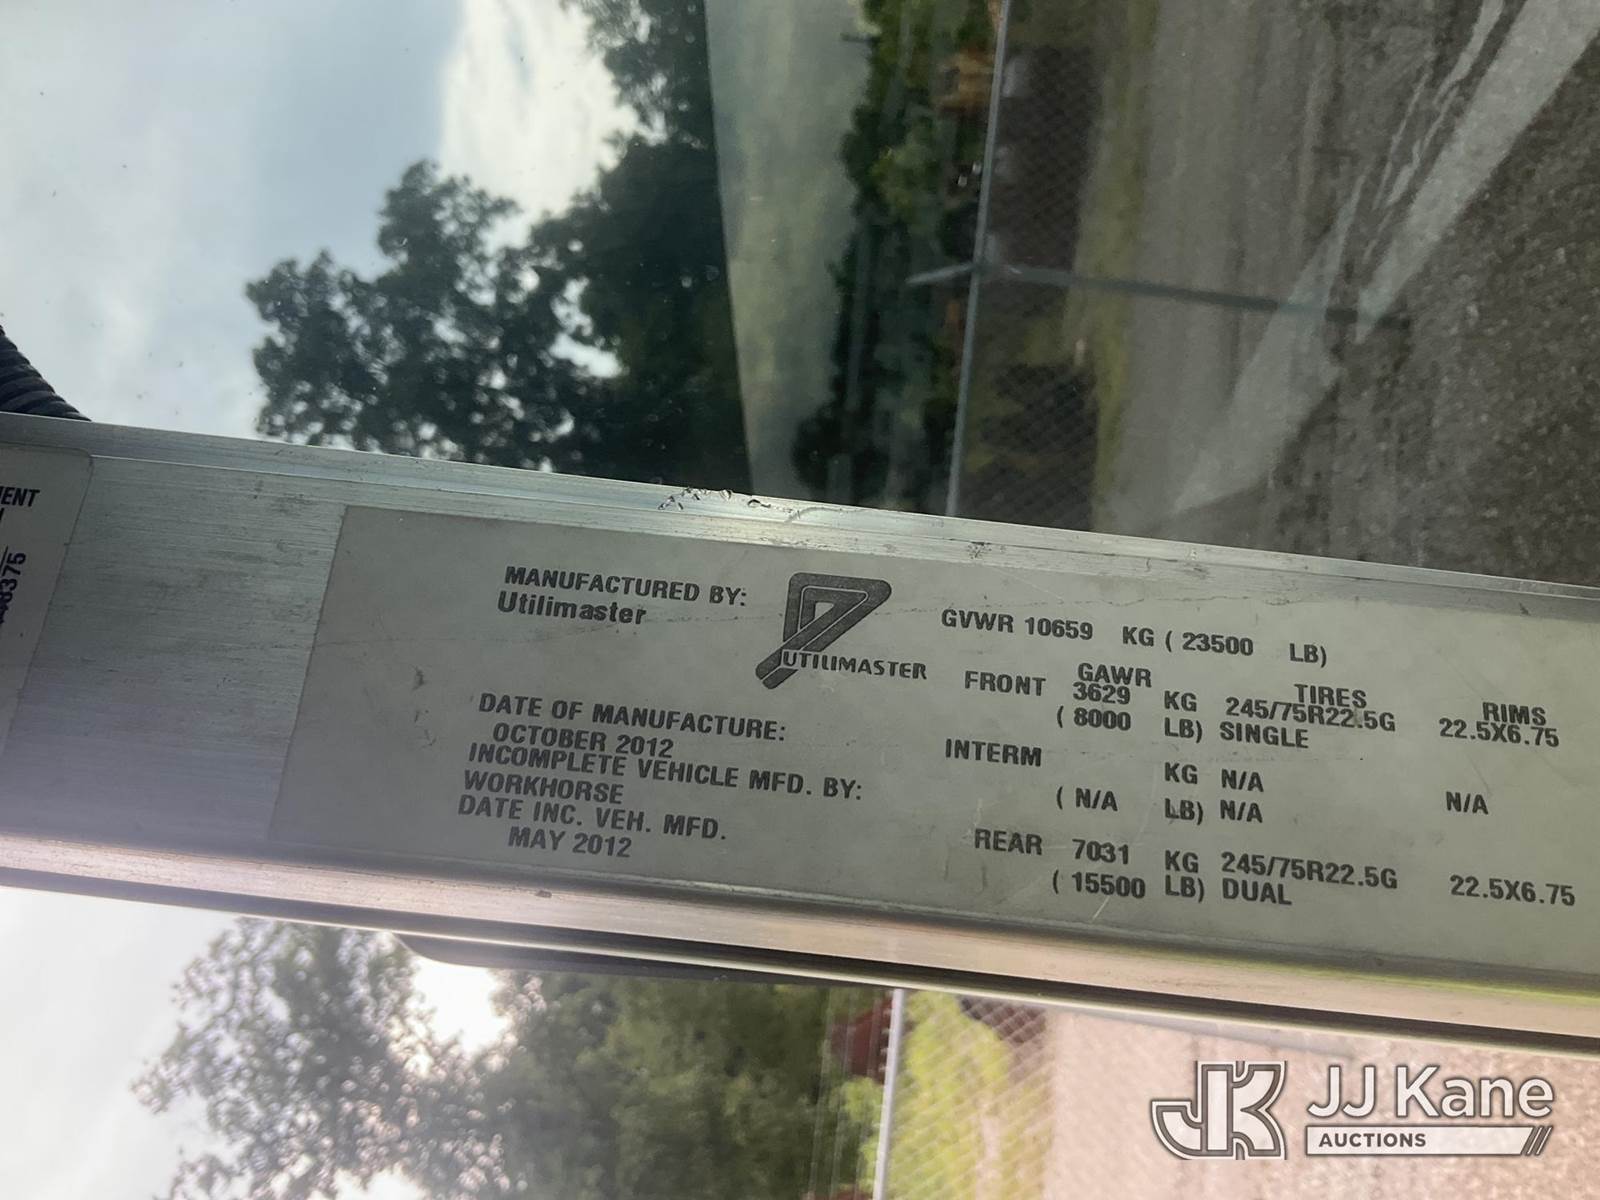 48375
MANUFACTURED BY:
Utilimaster
UTILIMASTER
DATE OF MANUFACTURE:
OCTOBER 2012
INCOMPLETE VEHICLE MFD. BY:
WORKHORSE
DATE INC. VEH. MFD.
MAY 2012
GVWR 10659 KG ( 23500 LB)
GAWR TIRES RIMS
FRONT 3629 KG 245/75R22.5G 22.5X6.75
( 8000 LB) SINGLE
INTERM KG N/A N/A
( N/A LB) N/A
REAR 7031 KG 245/75R22.5G 22.5X6.75
( 15500 LB) DUAL
JK JJ Kane
AUCTIONS